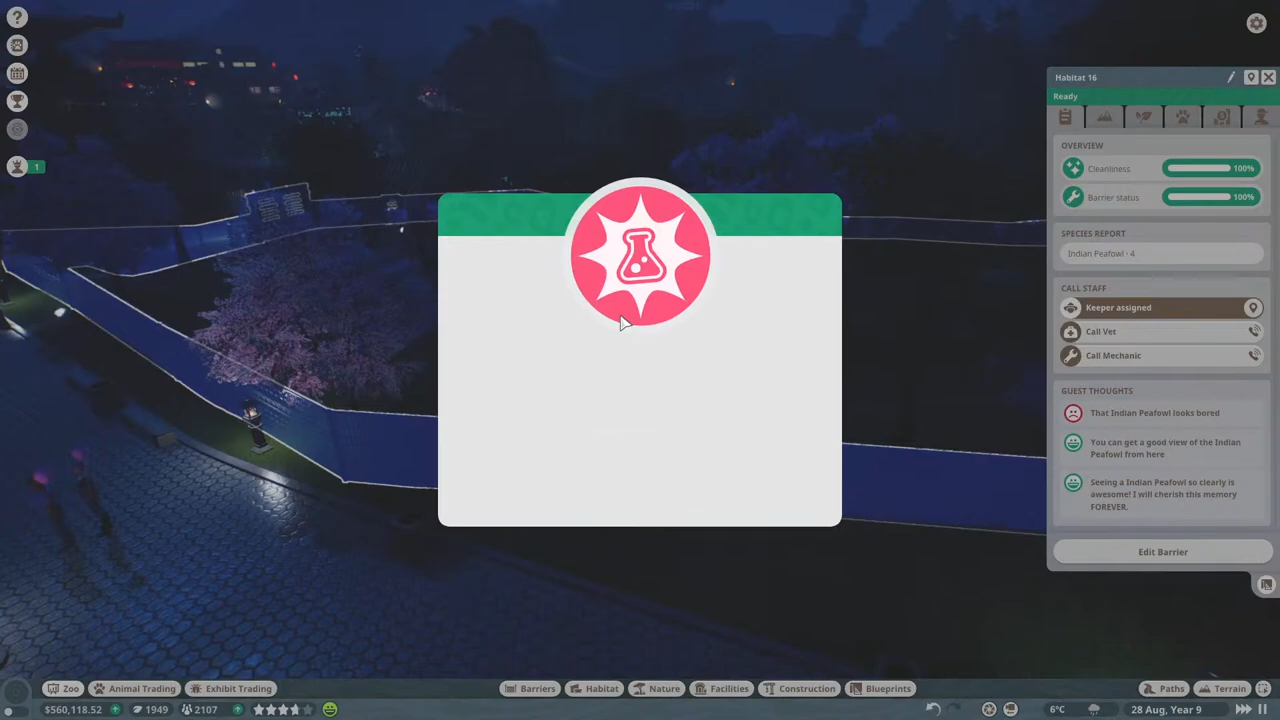 ?
Habitat 16
Ready
1
OVERVIEW
Cleanliness 100%
Barrier status 100%
SPECIES REPORT
Indian Peafowl · 4
CALL STAFF
Keeper assigned
Call Vet
Call Mechanic
GUEST THOUGHTS
That Indian Peafowl looks bored
You can get a good view of the Indian
Peafowl from here
Seeing a Indian Peafowl so clearly is
awesome! I will cherish this memory
FOREVER.
Edit Barrier
Zoo Animal Trading Exhibit Trading Barriers Habitat Nature Facilities Construction Blueprints Paths Terrain
$560,118.52 1949 2107 6°C 28 Aug, Year 9